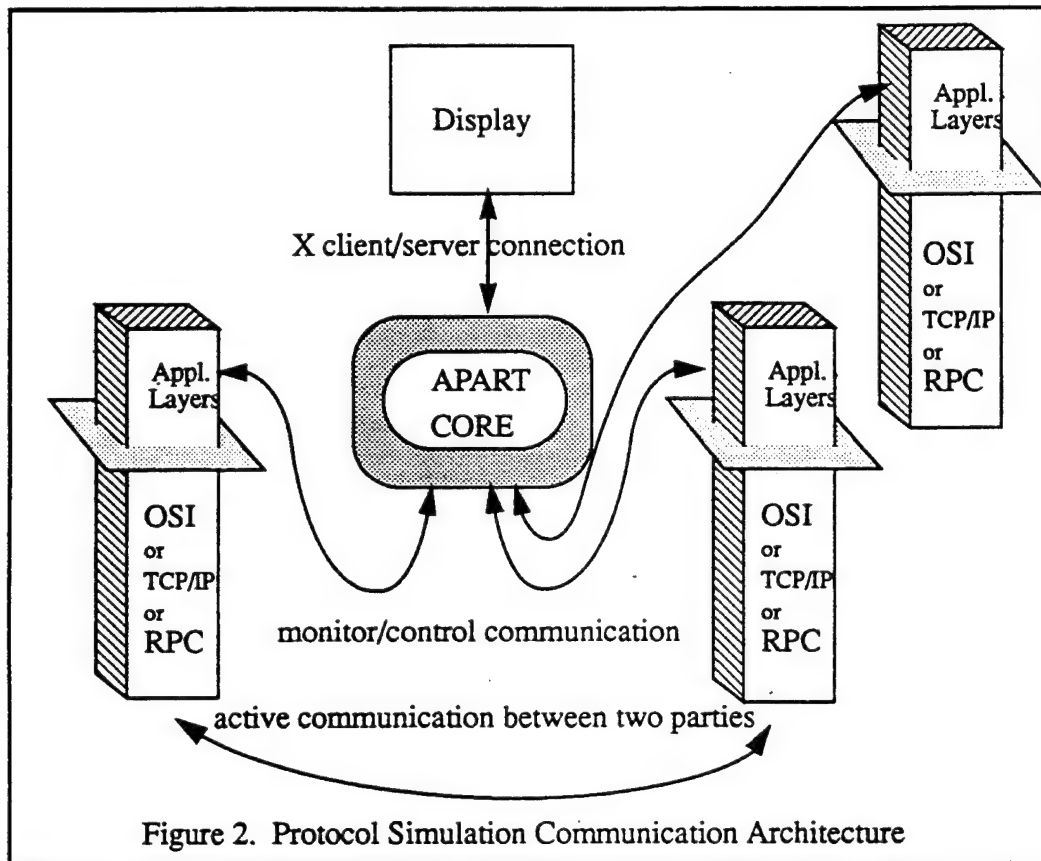 Display
Appl.
Layers
X client/server connection
OSI
or
TCP/IP
or
RPC
APART
CORE
Appl.
Layers
Appl.
Layers
OSI
or
TCP/IP
or
RPC
OSI
or
TCP/IP
or
RPC
monitor/control communication
active communication between two parties
Figure 2. Protocol Simulation Communication Architecture